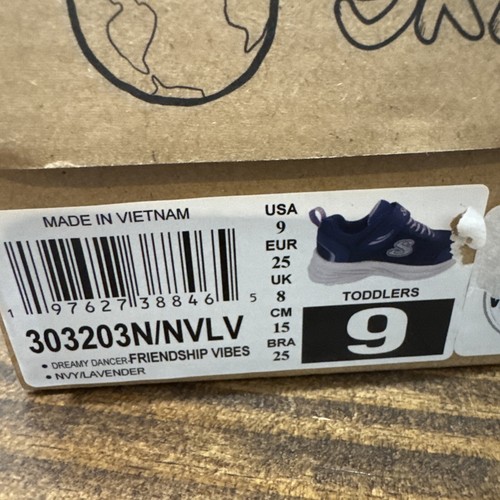 MADE IN VIETNAM
1 97627 38846 5
303203N/NVLV
• DREAMY DANCER-FRIENDSHIP VIBES
• NVY/LAVENDER
USA
9
EUR
25
UK
8
CM
15
BRA
25
S
TODDLERS
9